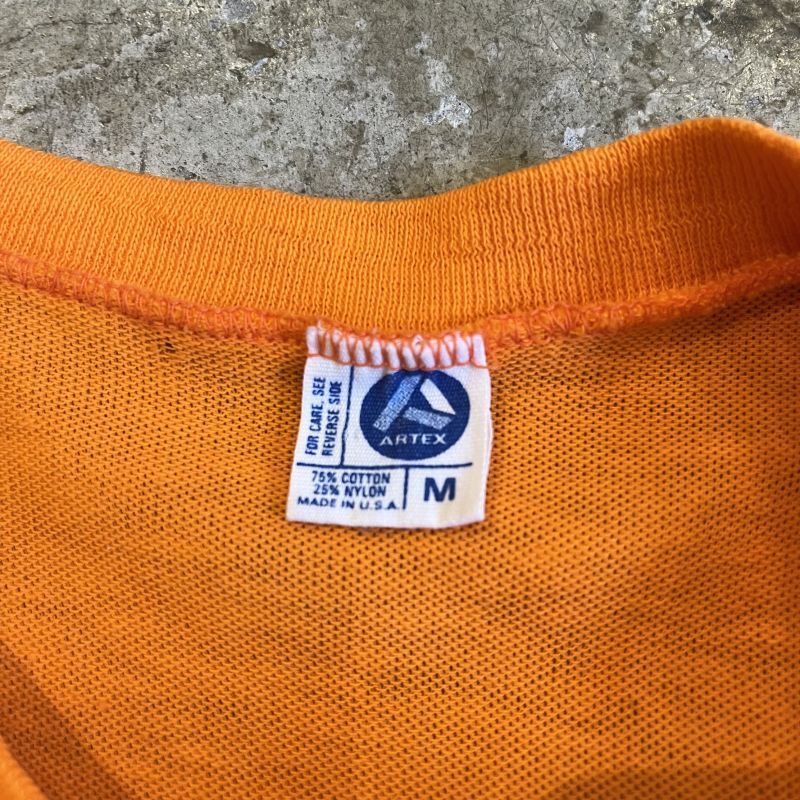 FOR CARE, SEE
REVERSE SIDE
ARTEX
75% COTTON
25% NYLON
MADE IN U.S.A.
M